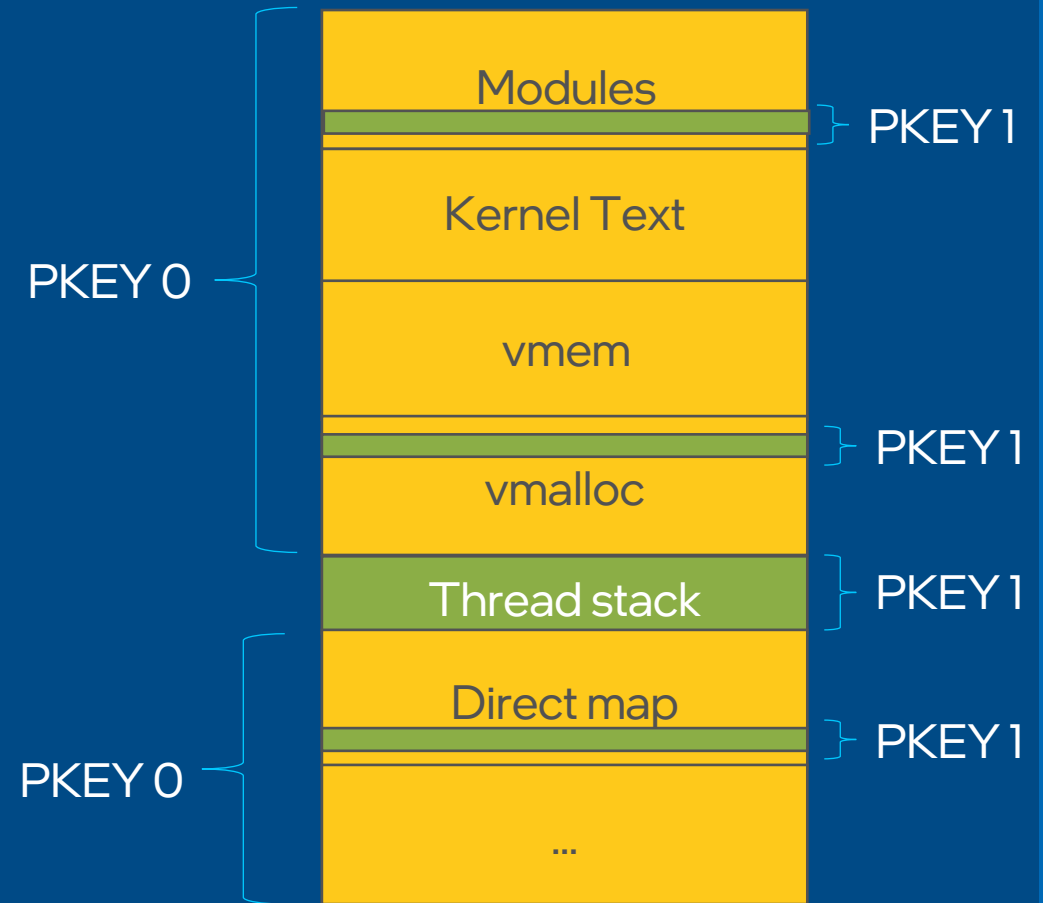 Modules
PKEY 1
Kernel Text
PKEY 0
vmem
PKEY 1
vmalloc
PKEY 1
Thread stack
Direct map
PKEY 1
PKEY 0
...